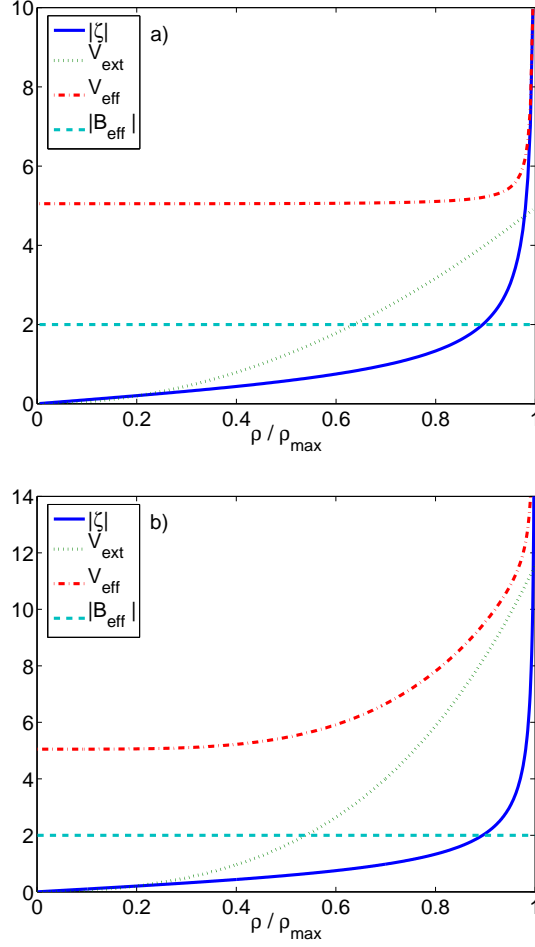 10
8
6
4
2
0
|ζ|
V_ext
V_eff
|B_eff|
a)
0 0.2 0.4 0.6 0.8 1
ρ / ρ_max
14
12
10
8
6
4
2
0
|ζ|
V_ext
V_eff
|B_eff|
b)
0 0.2 0.4 0.6 0.8 1
ρ / ρ_max